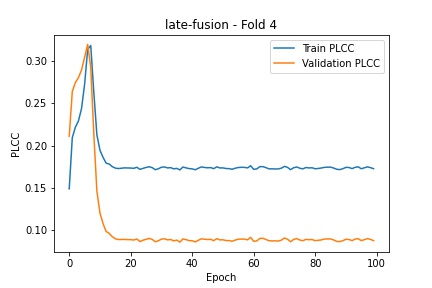 late-fusion - Fold 4
Train PLCC
Validation PLCC
0.30
0.25
0.20
0.15
0.10
PLCC
0
20
40
60
80
100
Epoch